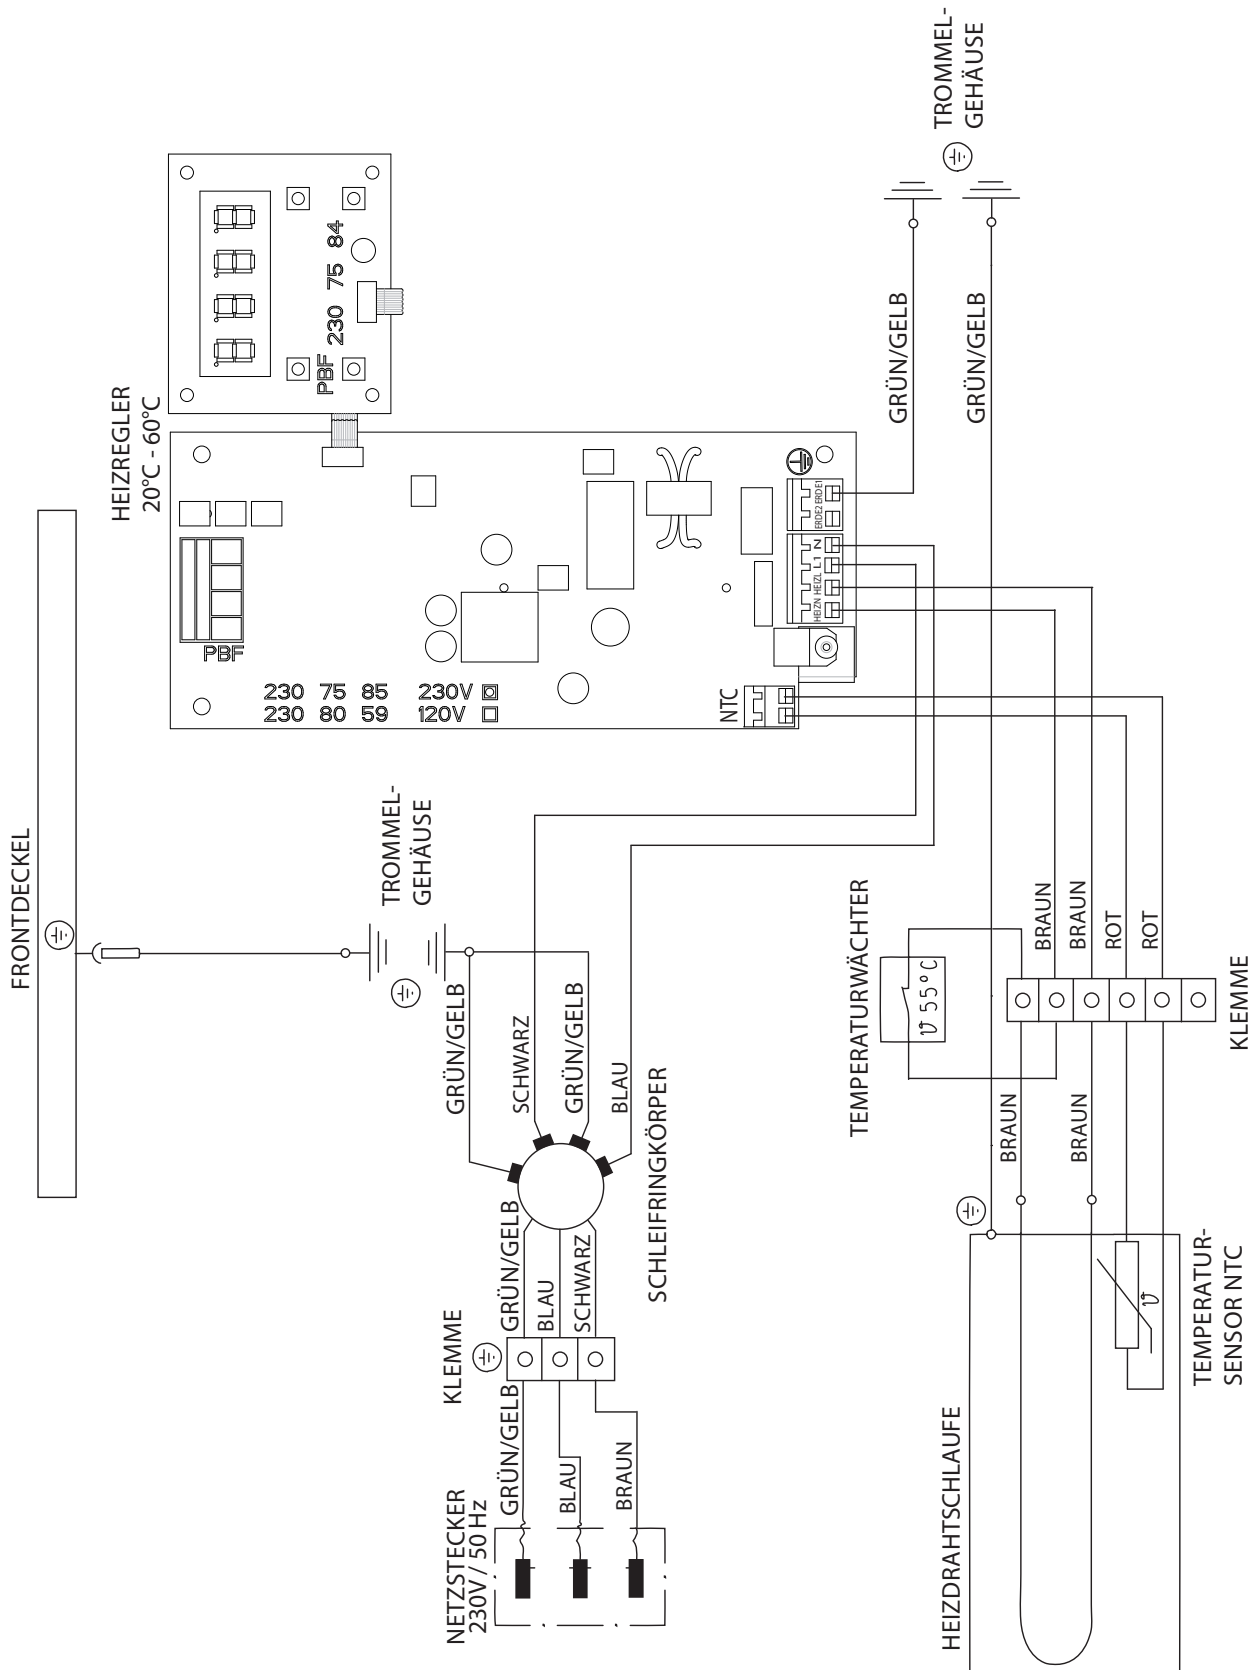 FRONTDECKEL
HEIZREGLER
20°C - 60°C
PBF
230 75 84
PBF
230 75 85 230V
230 80 59 120V
NTC
HEIZN
HEIZL
L1
N
ERDE2
ERDE1
TROMMEL-
GEHÄUSE
GRÜN/GELB
GRÜN/GELB
TROMMEL-
GEHÄUSE
GRÜN/GELB
SCHWARZ
GRÜN/GELB
BLAU
SCHLEIFRINGKÖRPER
KLEMME
GRÜN/GELB
BLAU
SCHWARZ
NETZSTECKER
230V / 50 Hz
GRÜN/GELB
BLAU
BRAUN
TEMPERATURWÄCHTER
ϑ 55°C
BRAUN
BRAUN
ROT
ROT
KLEMME
BRAUN
BRAUN
HEIZDRAHTSCHLAUFE
ϑ
TEMPERATUR-
SENSOR NTC